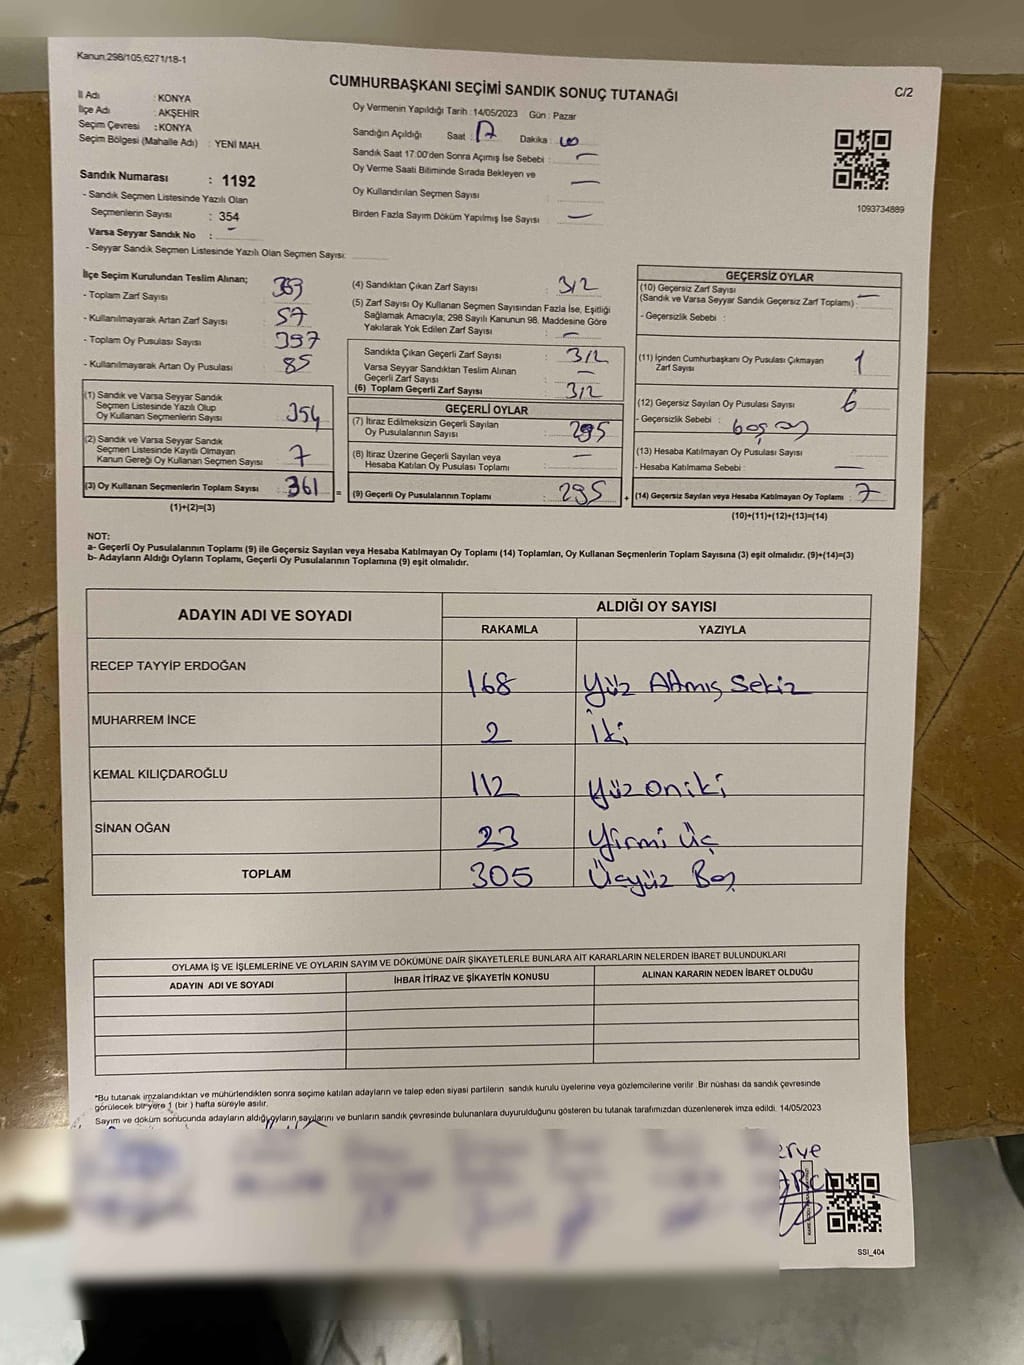 Kanun,298/105,6271/18-1
CUMHURBAŞKANI SEÇİMİ SANDIK SONUÇ TUTANAĞI
C/2
İl Adı : KONYA
İlçe Adı : AKŞEHİR
Seçim Çevresi : KONYA
Seçim Bölgesi (Mahalle Adı) : YENİ MAH.
Sandık Numarası : 1192
- Sandık Seçmen Listesinde Yazılı Olan
Seçmenlerin Sayısı : 354
Varsa Seyyar Sandık No : -
- Seyyar Sandık Seçmen Listesinde Yazılı Olan Seçmen Sayısı:
Oy Vermenin Yapıldığı Tarih : 14/05/2023 Gün : Pazar
Sandığın Açıldığı Saat : 17 Dakika : 00
Sandık Saat 17:00'den Sonra Açımış İse Sebebi : -
Oy Verme Saati Bitiminde Sırada Bekleyen ve
Oy Kullandırılan Seçmen Sayısı : -
Birden Fazla Sayım Döküm Yapılmış İse Sayısı : -
1093734889
İlçe Seçim Kurulundan Teslim Alınan;
- Toplam Zarf Sayısı : 353
- Kullanılmayarak Artan Zarf Sayısı : 57
- Toplam Oy Pusulası Sayısı : 397
- Kullanılmayarak Artan Oy Pusulası : 85
(1) Sandık ve Varsa Seyyar Sandık
Seçmen Listesinde Yazılı Olup
Oy Kullanan Seçmenlerin Sayısı : 354
(2) Sandık ve Varsa Seyyar Sandık
Seçmen Listesinde Kayıtlı Olmayan
Kanun Gereği Oy Kullanan Seçmen Sayısı : 7
(3) Oy Kullanan Seçmenlerin Toplam Sayısı : 361 =
(1)+(2)=(3)
(4) Sandıktan Çıkan Zarf Sayısı : 312
(5) Zarf Sayısı Oy Kullanan Seçmen Sayısından Fazla İse, Eşitliği
Sağlamak Amacıyla; 298 Sayılı Kanunun 98. Maddesine Göre
Yakılarak Yok Edilen Zarf Sayısı : -
Sandıkta Çıkan Geçerli Zarf Sayısı : 312
Varsa Seyyar Sandıktan Teslim Alınan
Geçerli Zarf Sayısı : -
(6) Toplam Geçerli Zarf Sayısı : 312
GEÇERLİ OYLAR
(7) İtiraz Edilmeksizin Geçerli Sayılan
Oy Pusulalarının Sayısı : 295
(8) İtiraz Üzerine Geçerli Sayılan veya
Hesaba Katılan Oy Pusulası Toplamı : -
(9) Geçerli Oy Pusulalarının Toplamı : 295 +
GEÇERSİZ OYLAR
(10) Geçersiz Zarf Sayısı
(Sandık ve Varsa Seyyar Sandık Geçersiz Zarf Toplamı) : -
- Geçersizlik Sebebi :
(11) İçinden Cumhurbaşkanı Oy Pusulası Çıkmayan
Zarf Sayısı : 1
(12) Geçersiz Sayılan Oy Pusulası Sayısı : 6
- Geçersizlik Sebebi : boş oy
(13) Hesaba Katılmayan Oy Pusulası Sayısı
- Hesaba Katılmama Sebebi : -
(14) Geçersiz Sayılan veya Hesaba Katılmayan Oy Toplamı : 7
(10)+(11)+(12)+(13)=(14)
NOT:
a- Geçerli Oy Pusulalarının Toplamı (9) ile Geçersiz Sayılan veya Hesaba Katılmayan Oy Toplamı (14) Toplamları, Oy Kullanan Seçmenlerin Toplam Sayısına (3) eşit olmalıdır. (9)+(14)=(3)
b- Adayların Aldığı Oyların Toplamı, Geçerli Oy Pusulalarının Toplamına (9) eşit olmalıdır.
ADAYIN ADI VE SOYADI
ALDIĞI OY SAYISI
RAKAMLA YAZIYLA
RECEP TAYYİP ERDOĞAN 168 Yüz Altmış Sekiz
MUHARREM İNCE 2 İki
KEMAL KILIÇDAROĞLU 112 Yüzoniki
SİNAN OĞAN 23 Yirmi Üç
TOPLAM 305 Üçyüz Beş
OYLAMA İŞ VE İŞLEMLERİNE VE OYLARIN SAYIM VE DÖKÜMÜNE DAİR ŞİKAYETLERLE BUNLARA AİT KARARLARIN NELERDEN İBARET BULUNDUKLARI
ADAYIN ADI VE SOYADI İHBAR İTİRAZ VE ŞİKAYETİN KONUSU ALINAN KARARIN NEDEN İBARET OLDUĞU
*Bu tutanak imzalandıktan ve mühürlendikten sonra seçime katılan adayların ve talep eden siyasi partilerin sandık kurulu üyelerine veya gözlemcilerine verilir. Bir nüshası da sandık çevresinde
görülecek bir yere 1 (bir ) hafta süreyle asılır.
Sayım ve döküm sonucunda adayların aldığı oyların sayılarını ve bunların sandık çevresinde bulunanlara duyurulduğunu gösteren bu tutanak tarafımızdan düzenlenerek imza edildi. 14/05/2023
erve
SSI_404